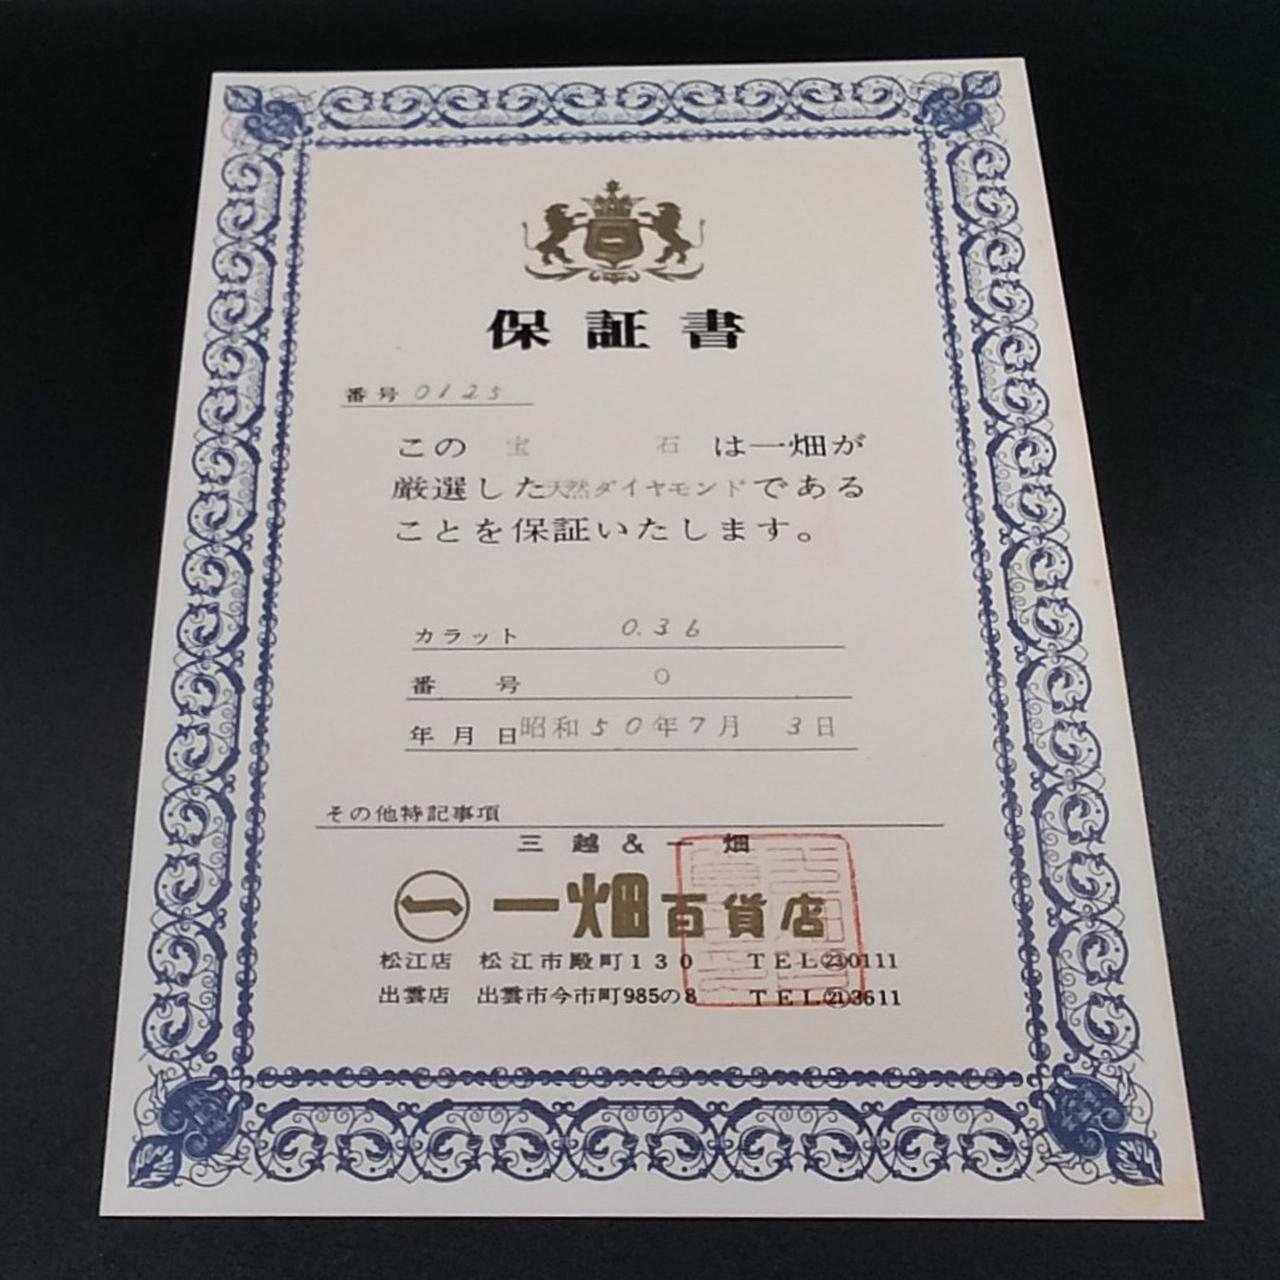 保証書
番号 0125
この 宝 石 は一畑が
厳選した天然ダイヤモンドである
ことを保証いたします。
カラット 0.36
番 号 0
年 月 日 昭和50年7月 3日
その他特記事項
三越&一畑
一畑百貨店
松江店 松江市殿町130 TEL㉓0111
出雲店 出雲市今市町985の8 TEL㉑3611